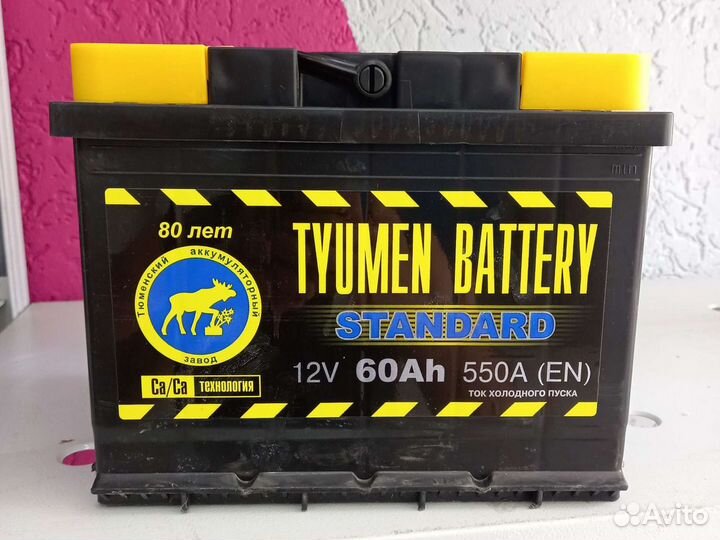 min
80 лет
Тюменский аккумуляторный
завод
Ca/Ca технология
TYUMEN BATTERY
STANDARD
12V 60Ah 550A (EN)
ТОК ХОЛОДНОГО ПУСКА
Avito